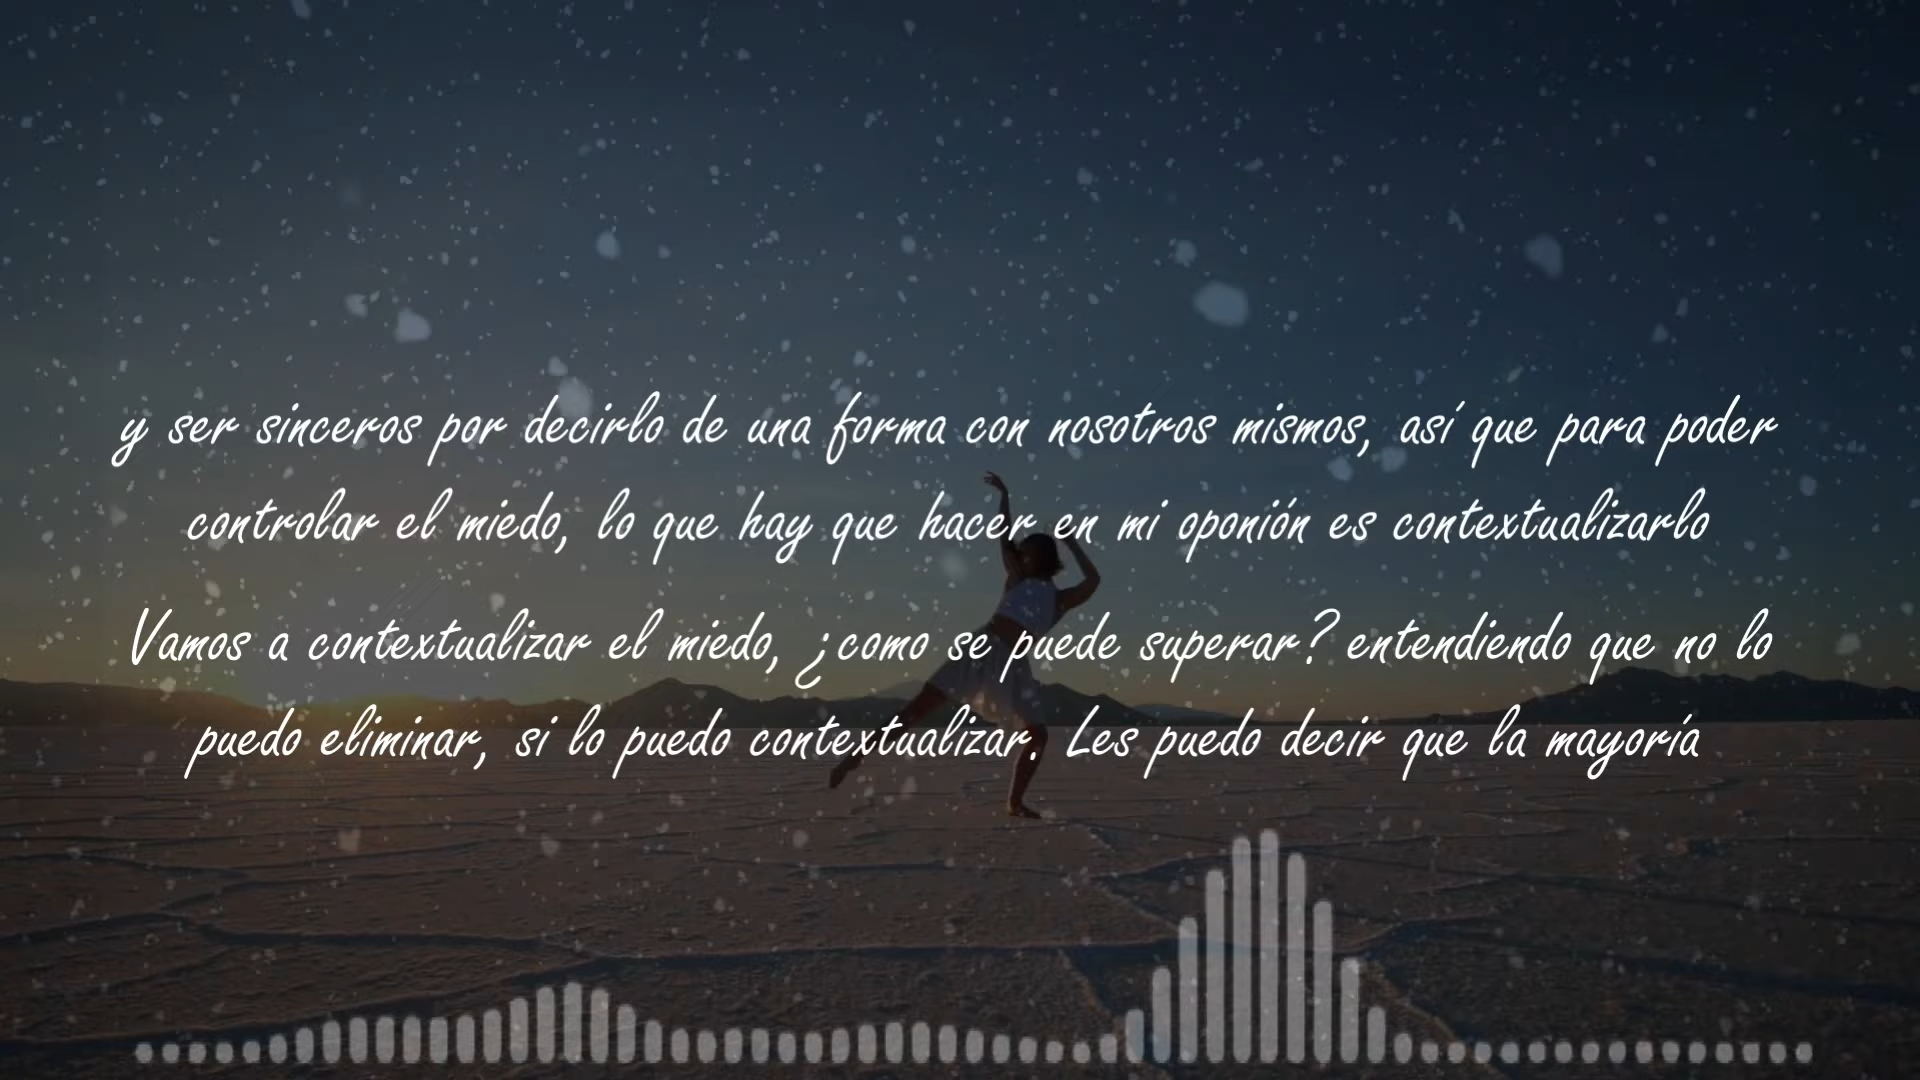 y ser sinceros por decirlo de una forma con nosotros mismos, así que para poder
controlar el miedo, lo que hay que hacer en mi oponión es contextualizarlo
Vamos a contextualizar el miedo, ¿como se puede superar? entendiendo que no lo
puedo eliminar, si lo puedo contextualizar. Les puedo decir que la mayoría